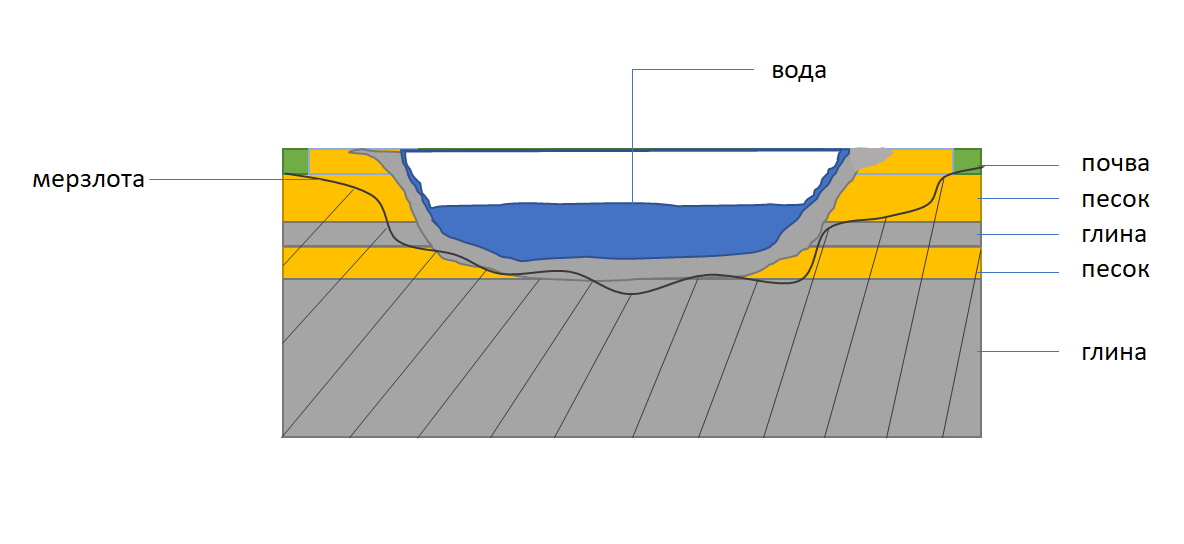 вода
почва
мерзлота
песок
глина
песок
глина